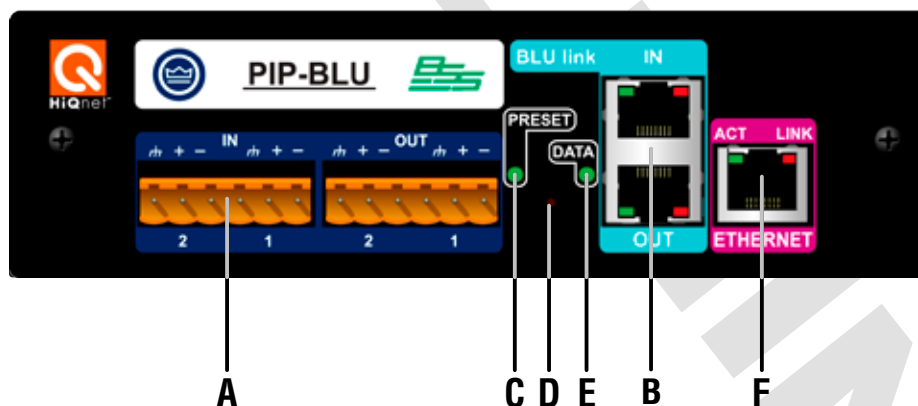 HiQnet
PIP-BLU
BSS
BLU link IN
PRESET
DATA
OUT
ACT LINK
ETHERNET
+ - IN + -
2 1
+ - OUT + -
2 1
A C D E B F